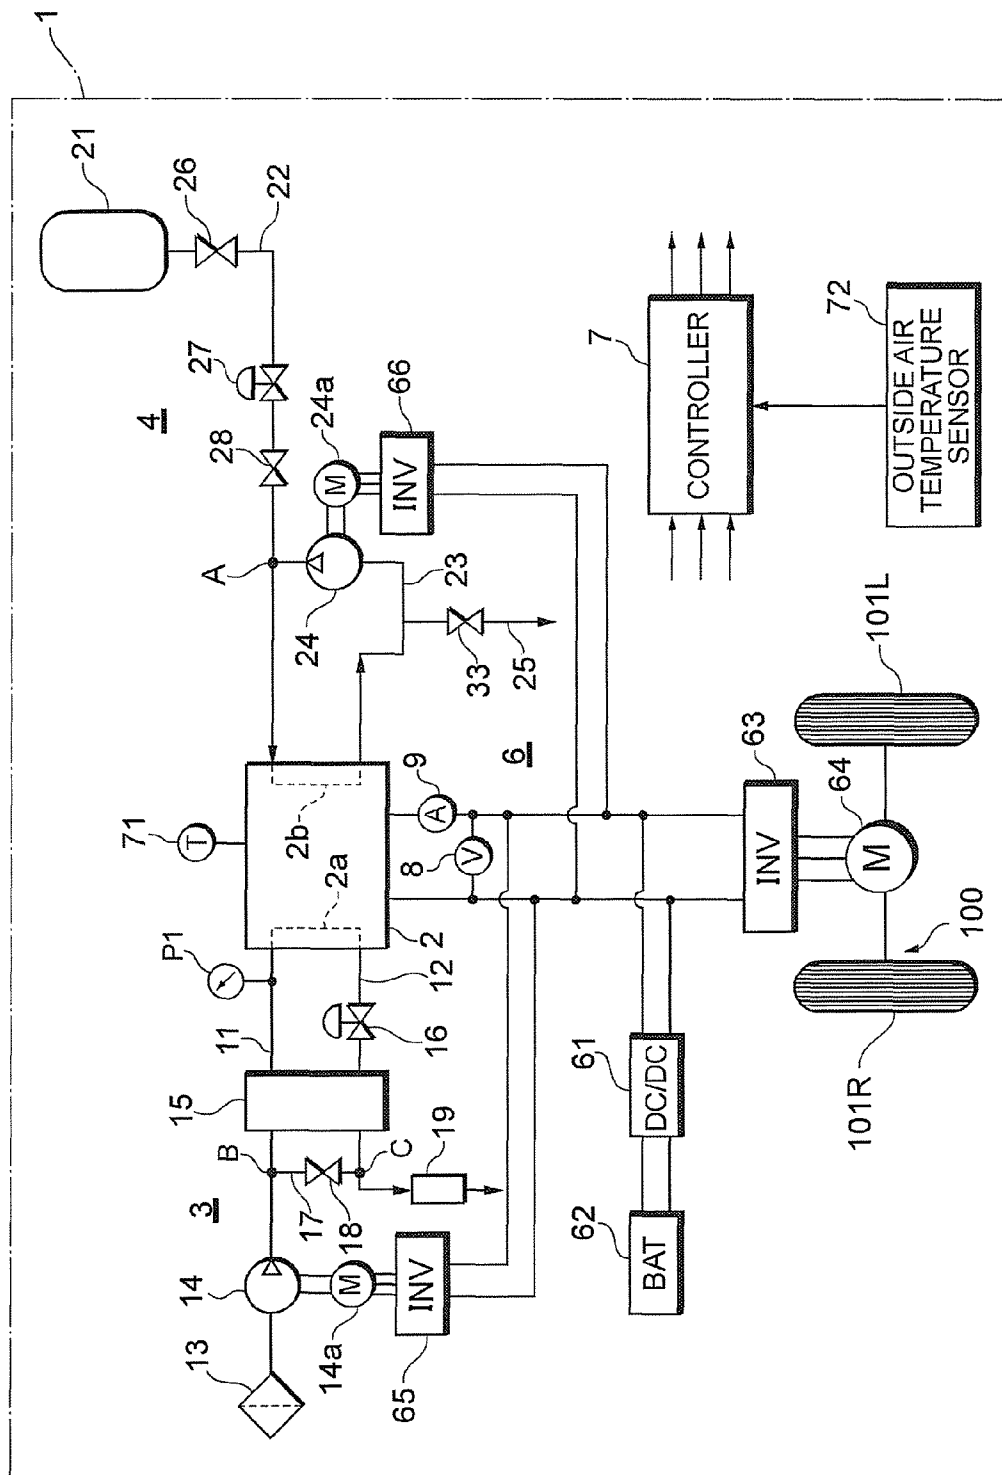 1
21
26
22
27
4
28
24a
66
M
INV
A
24
23
33
25
7
CONTROLLER
72
OUTSIDE AIR
TEMPERATURE
SENSOR
71
T
2b
2a
2
9
A
8
V
6
63
INV
64
M
101L
101R
100
P1
11
12
16
15
B
C
3
17
18
19
14
14a
M
13
65
INV
61
DC/DC
62
BAT